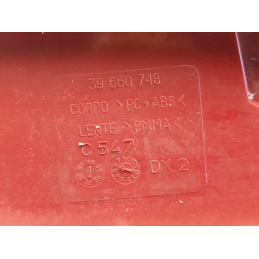 39 660 748
CORPO >PC+ABS<
LENTE >PMMA<
C 547
DX 2